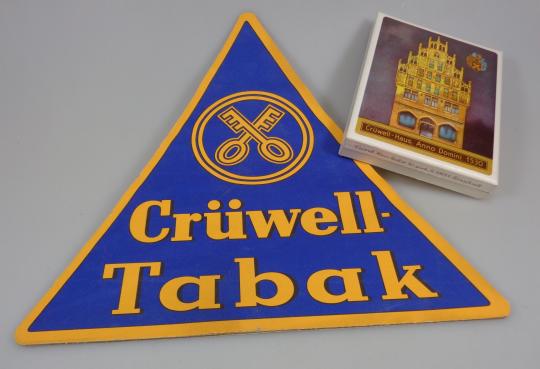 Crüwell-
Tabak
Crüwell-Haus, Anno Domini 1530